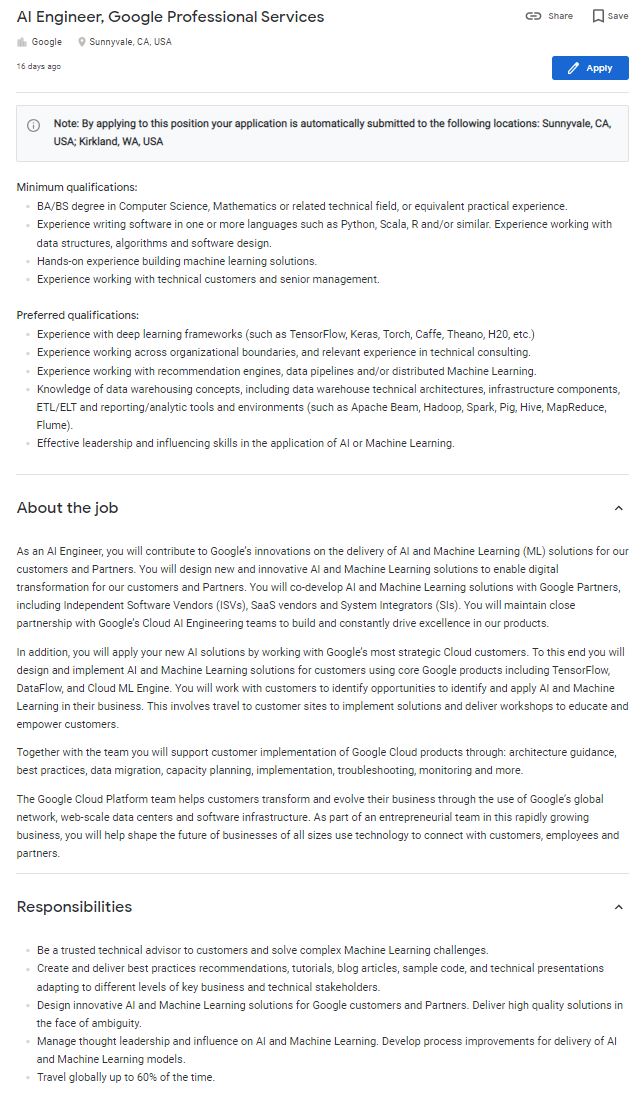 AI Engineer, Google Professional Services
Share
Save
Google
Sunnyvale, CA, USA
16 days ago
Apply
Note: By applying to this position your application is automatically submitted to the following locations: Sunnyvale, CA,
USA; Kirkland, WA, USA
Minimum qualifications:
BA/BS degree in Computer Science, Mathematics or related technical field, or equivalent practical experience.
Experience writing software in one or more languages such as Python, Scala, R and/or similar. Experience working with
data structures, algorithms and software design.
Hands-on experience building machine learning solutions.
Experience working with technical customers and senior management.
Preferred qualifications:
Experience with deep learning frameworks (such as TensorFlow, Keras, Torch, Caffe, Theano, H20, etc.)
Experience working across organizational boundaries, and relevant experience in technical consulting.
Experience working with recommendation engines, data pipelines and/or distributed Machine Learning.
Knowledge of data warehousing concepts, including data warehouse technical architectures, infrastructure components,
ETL/ELT and reporting/analytic tools and environments (such as Apache Beam, Hadoop, Spark, Pig, Hive, MapReduce,
Flume).
Effective leadership and influencing skills in the application of AI or Machine Learning.
About the job
As an AI Engineer, you will contribute to Google's innovations on the delivery of AI and Machine Learning (ML) solutions for our
customers and Partners. You will design new and innovative AI and Machine Learning solutions to enable digital
transformation for our customers and Partners. You will co-develop AI and Machine Learning solutions with Google Partners,
including Independent Software Vendors (ISVs), SaaS vendors and System Integrators (SIs). You will maintain close
partnership with Google's Cloud AI Engineering teams to build and constantly drive excellence in our products.
In addition, you will apply your new AI solutions by working with Google's most strategic Cloud customers. To this end you will
design and implement AI and Machine Learning solutions for customers using core Google products including TensorFlow,
DataFlow, and Cloud ML Engine. You will work with customers to identify opportunities to identify and apply AI and Machine
Learning in their business. This involves travel to customer sites to implement solutions and deliver workshops to educate and
empower customers.
Together with the team you will support customer implementation of Google Cloud products through: architecture guidance,
best practices, data migration, capacity planning, implementation, troubleshooting, monitoring and more.
The Google Cloud Platform team helps customers transform and evolve their business through the use of Google's global
network, web-scale data centers and software infrastructure. As part of an entrepreneurial team in this rapidly growing
business, you will help shape the future of businesses of all sizes use technology to connect with customers, employees and
partners.
Responsibilities
Be a trusted technical advisor to customers and solve complex Machine Learning challenges.
Create and deliver best practices recommendations, tutorials, blog articles, sample code, and technical presentations
adapting to different levels of key business and technical stakeholders.
Design innovative AI and Machine Learning solutions for Google customers and Partners. Deliver high quality solutions in
the face of ambiguity.
Manage thought leadership and influence on AI and Machine Learning. Develop process improvements for delivery of AI
and Machine Learning models.
Travel globally up to 60% of the time.